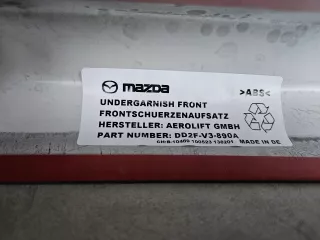 mazda
>ABS<
UNDERGARNISH FRONT
FRONTSCHUERZENAUFSATZ
HERSTELLER: AEROLIFT GMBH
PART NUMBER: DD2F-V3-890A
MADE IN DE